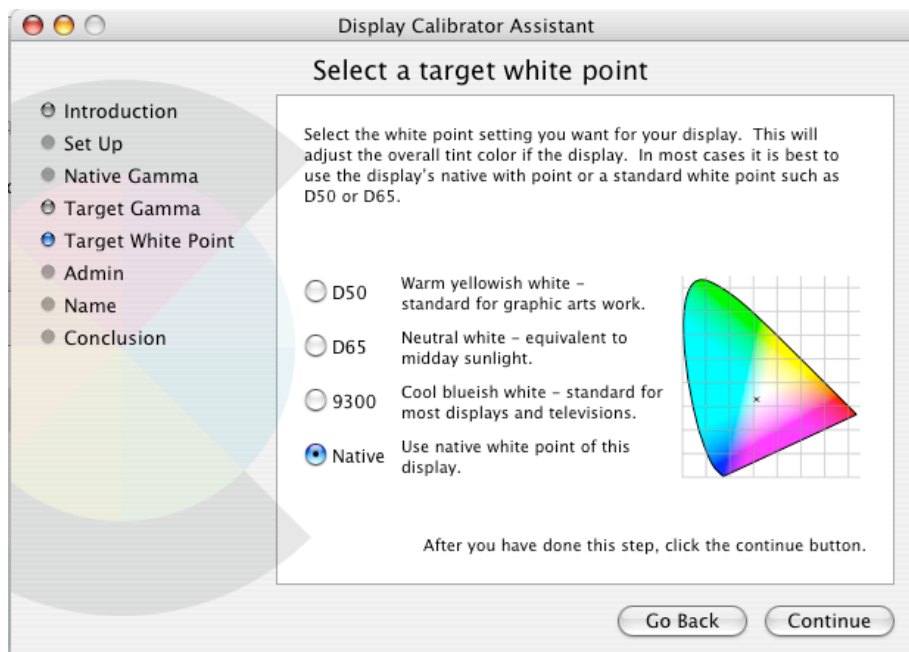 Display Calibrator Assistant
Select a target white point
Introduction
Set Up
Native Gamma
Target Gamma
Target White Point
Admin
Name
Conclusion
Select the white point setting you want for your display. This will
adjust the overall tint color if the display. In most cases it is best to
use the display's native with point or a standard white point such as
D50 or D65.
D50
Warm yellowish white –
standard for graphic arts work.
D65
Neutral white – equivalent to
midday sunlight.
9300
Cool blueish white – standard for
most displays and televisions.
Native
Use native white point of this
display.
After you have done this step, click the continue button.
Go Back
Continue